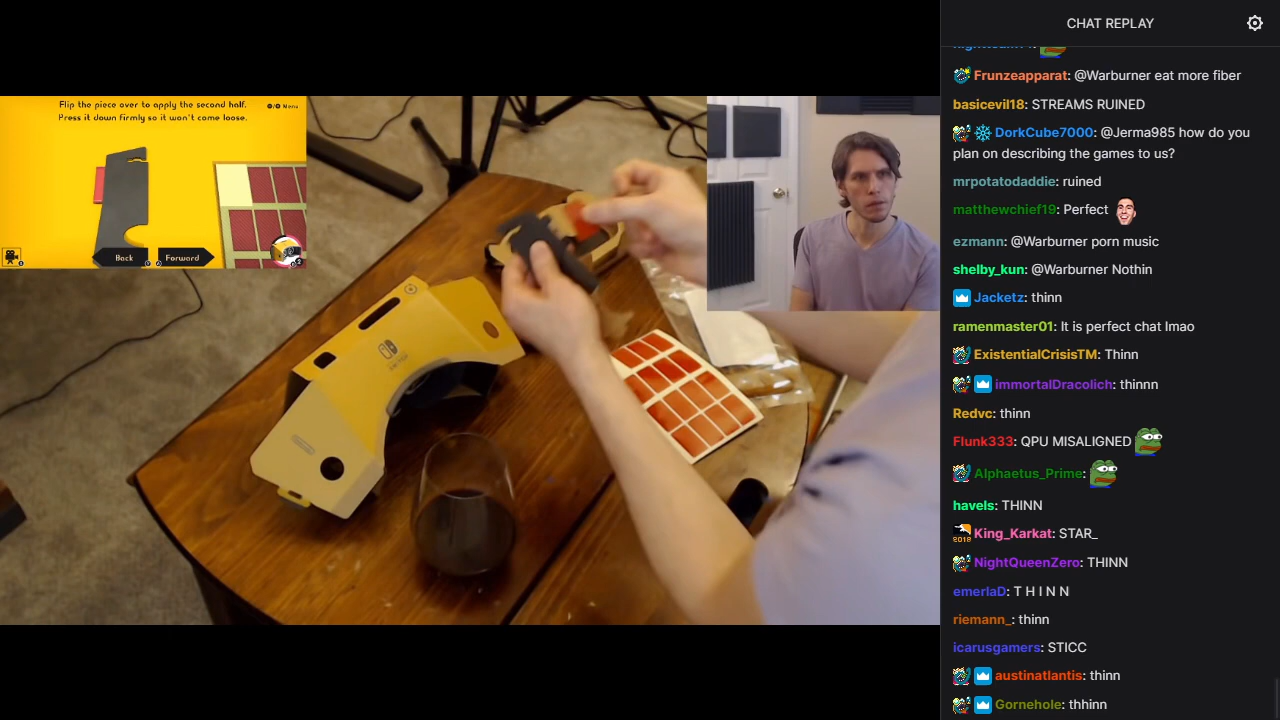 Flip the piece over to apply the second half.
Press it down firmly so it won't come loose.
Menu
Back
Forward
SWITCH
Nintendo
CHAT REPLAY
Frunzeapparat: @Warburner eat more fiber
basicevil18: STREAMS RUINED
DorkCube7000: @Jerma985 how do you
plan on describing the games to us?
mrpotatodaddie: ruined
matthewchief19: Perfect
ezmann: @Warburner porn music
shelby_kun: @Warburner Nothin
Jacketz: thinn
ramenmaster01: It is perfect chat lmao
ExistentialCrisisTM: Thinn
immortalDracolich: thinnn
Redvc: thinn
Flunk333: QPU MISALIGNED
Alphaetus_Prime:
havels: THINN
2018
King_Karkat: STAR_
NightQueenZero: THINN
emerlaD: T H I N N
riemann_: thinn
icarusgamers: STICC
austinatlantis: thinn
Gornehole: thhinn